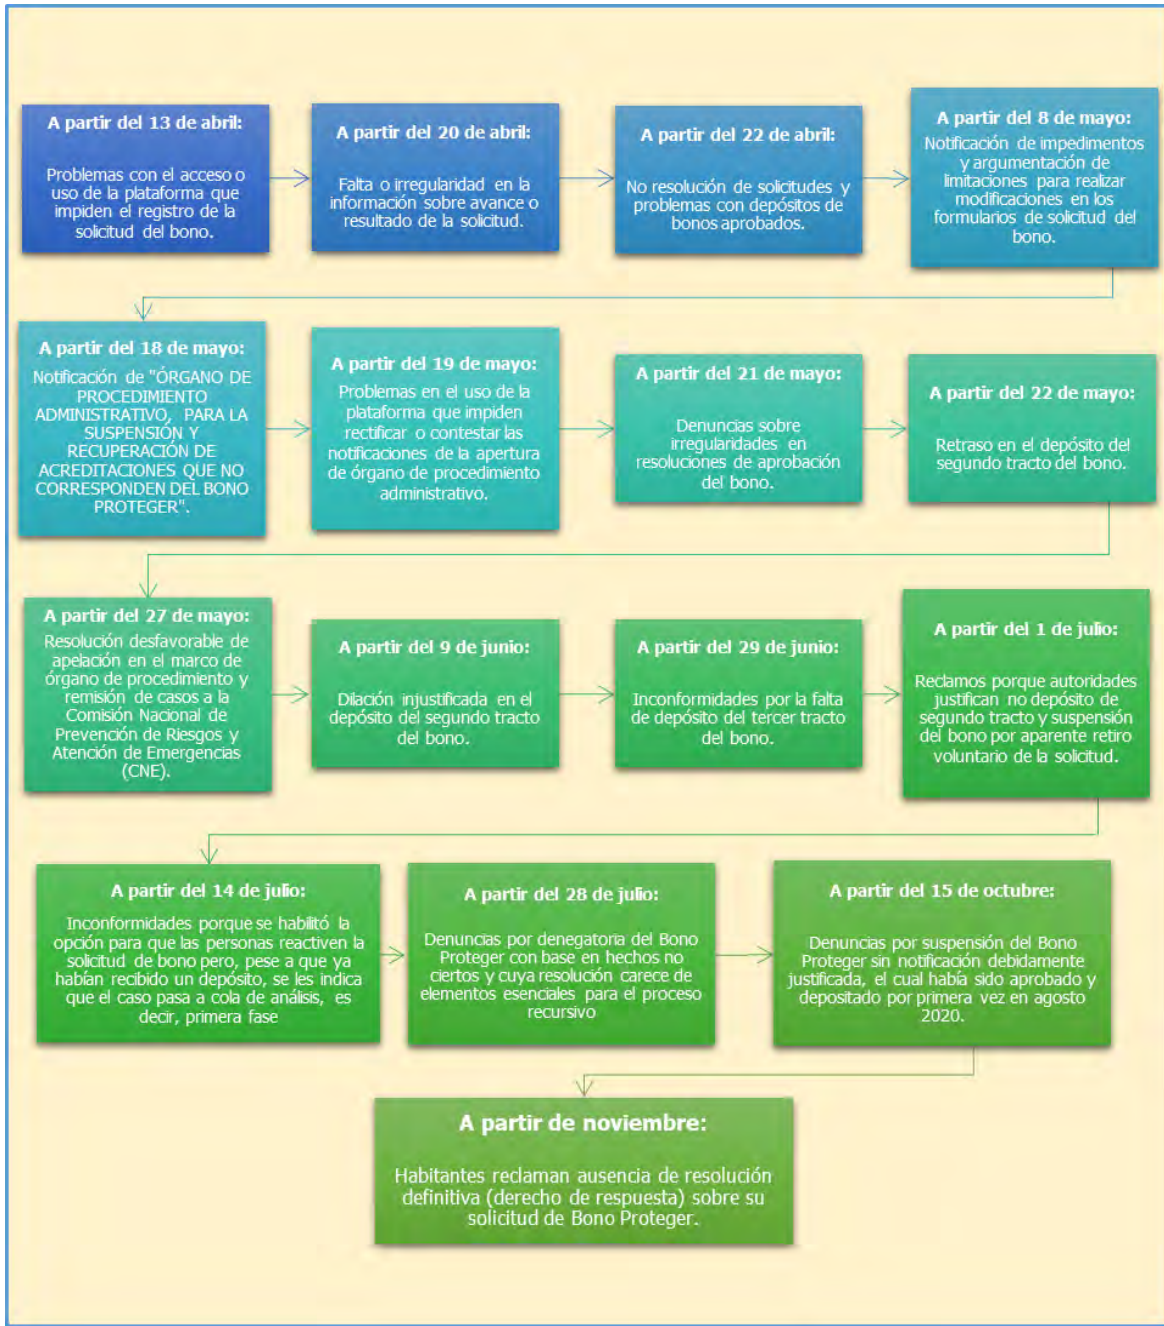 A partir del 13 de abril:
Problemas con el acceso o
uso de la plataforma que
impiden el registro de la
solicitud del bono.
A partir del 20 de abril:
Falta o irregularidad en la
información sobre avance o
resultado de la solicitud.
A partir del 22 de abril:
No resolución de solicitudes y
problemas con depósitos de
bonos aprobados.
A partir del 8 de mayo:
Notificación de impedimentos
y argumentación de
limitaciones para realizar
modificaciones en los
formularios de solicitud del
bono.
A partir del 18 de mayo:
Notificación de "ÓRGANO DE
PROCEDIMIENTO
ADMINISTRATIVO, PARA LA
SUSPENSIÓN Y
RECUPERACIÓN DE
ACREDITACIONES QUE NO
CORRESPONDEN DEL BONO
PROTEGER".
A partir del 19 de mayo:
Problemas en el uso de la
plataforma que impiden
rectificar o contestar las
notificaciones de la apertura
de órgano de procedimiento
administrativo.
A partir del 21 de mayo:
Denuncias sobre
irregularidades en
resoluciones de aprobación
del bono.
A partir del 22 de mayo:
Retraso en el depósito del
segundo tracto del bono.
A partir del 27 de mayo:
Resolución desfavorable de
apelación en el marco de
órgano de procedimiento y
remisión de casos a la
Comisión Nacional de
Prevención de Riesgos y
Atención de Emergencias
(CNE).
A partir del 9 de junio:
Dilación injustificada en el
depósito del segundo tracto
del bono.
A partir del 29 de junio:
Inconformidades por la falta
de depósito del tercer tracto
del bono.
A partir del 1 de julio:
Reclamos porque autoridades
justifican no depósito de
segundo tracto y suspensión
del bono por aparente retiro
voluntario de la solicitud.
A partir del 14 de julio:
Inconformidades porque se habilitó la
opción para que las personas reactiven la
solicitud de bono pero, pese a que ya
habían recibido un depósito, se les indica
que el caso pasa a cola de análisis, es
decir, primera fase
A partir del 28 de julio:
Denuncias por denegatoria del Bono
Proteger con base en hechos no
ciertos y cuya resolución carece de
elementos esenciales para el proceso
recursivo
A partir del 15 de octubre:
Denuncias por suspensión del Bono
Proteger sin notificación debidamente
justificada, el cual había sido aprobado y
depositado por primera vez en agosto
2020.
A partir de noviembre:
Habitantes reclaman ausencia de resolución
definitiva (derecho de respuesta) sobre su
solicitud de Bono Proteger.